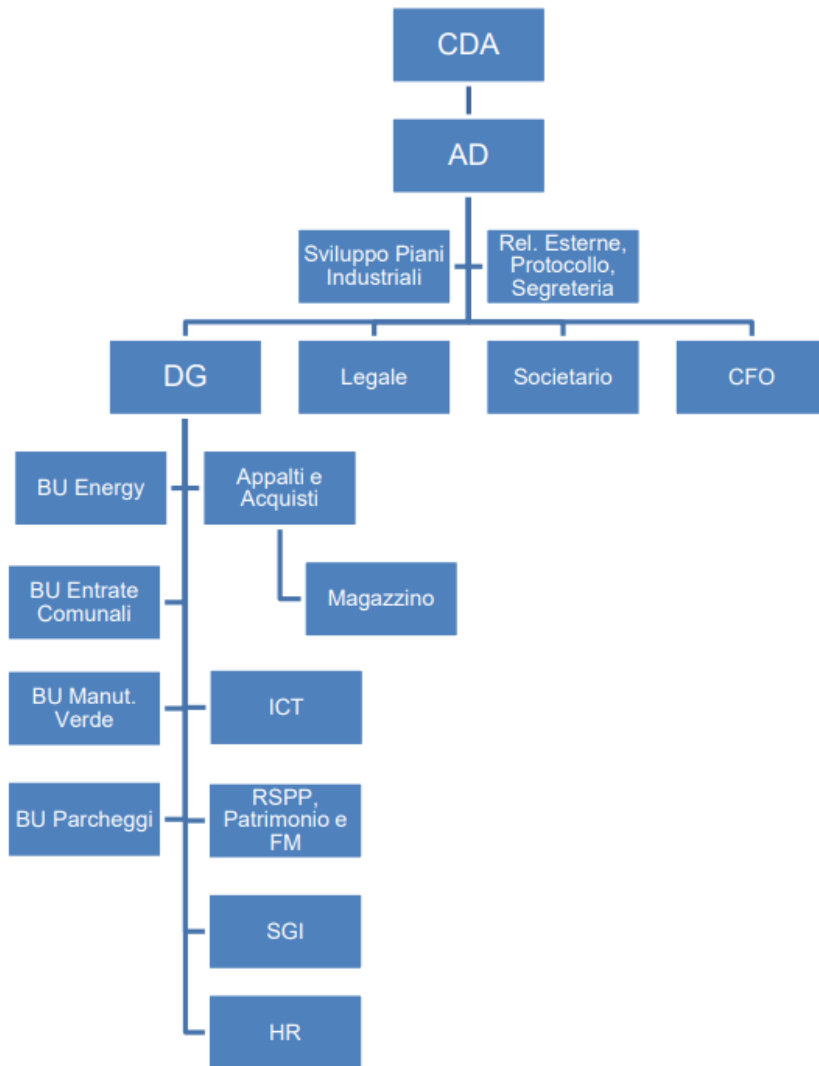 CDA
AD
Sviluppo Piani
Industriali
Rel. Esterne,
Protocollo,
Segreteria
DG
Legale
Societario
CFO
BU Energy
Appalti e
Acquisti
BU Entrate
Comunali
Magazzino
BU Manut.
Verde
ICT
BU Parcheggi
RSPP,
Patrimonio e
FM
SGI
HR